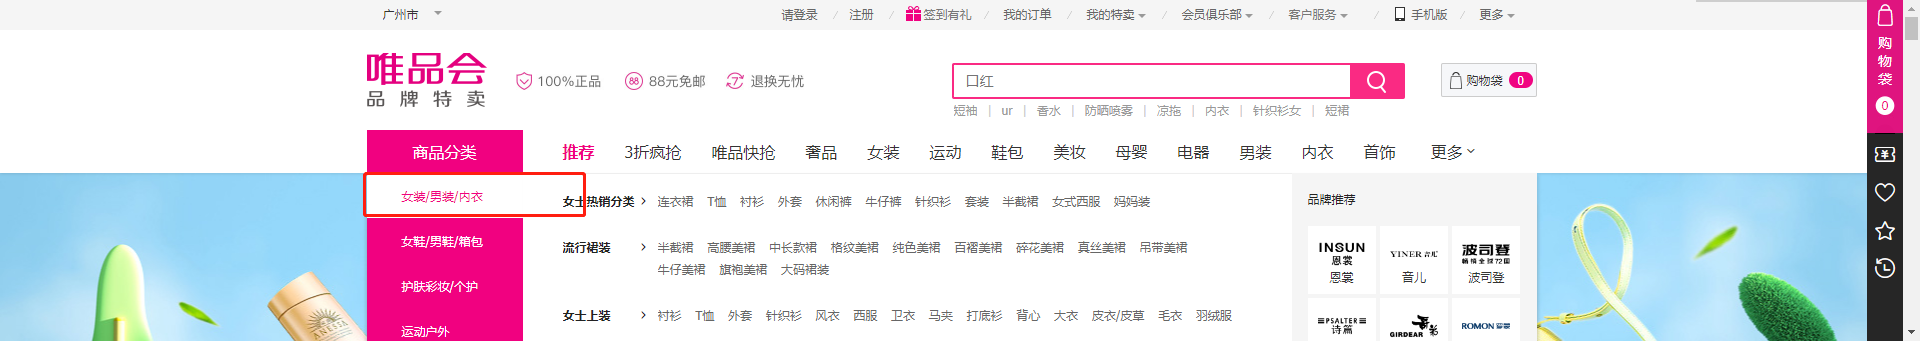 广州市
请登录 / 注册 / 签到有礼 / 我的订单 / 我的特卖 / 会员俱乐部 / 客户服务 / 手机版 / 更多
唯品会
品牌特卖
100%正品
88元免邮
退换无忧
口红
购物袋 0
短袖 | ur | 香水 | 防晒喷雾 | 凉拖 | 内衣 | 针织衫女 | 短裙
商品分类
推荐 3折疯抢 唯品快抢 奢品 女装 运动 鞋包 美妆 母婴 电器 男装 内衣 首饰 更多
女装/男装/内衣
女鞋/男鞋/箱包
护肤彩妆/个护
运动户外
女士热销分类 > 连衣裙 T恤 衬衫 外套 休闲裤 牛仔裤 针织衫 套装 半截裙 女式西服 妈妈装
流行裙装 > 半截裙 高腰美裙 中长款裙 格纹美裙 纯色美裙 百褶美裙 碎花美裙 真丝美裙 吊带美裙
牛仔美裙 旗袍美裙 大码裙装
女士上装 > 衬衫 T恤 外套 针织衫 风衣 西服 卫衣 马夹 打底衫 背心 大衣 皮衣/皮草 毛衣 羽绒服
品牌推荐
INSUN
恩裳
恩裳
YINER 音儿
音儿
波司登
畅销全球72国
波司登
PSALTER
诗篇
GIRDEAR
ROMON
ANESSA
购物袋
0